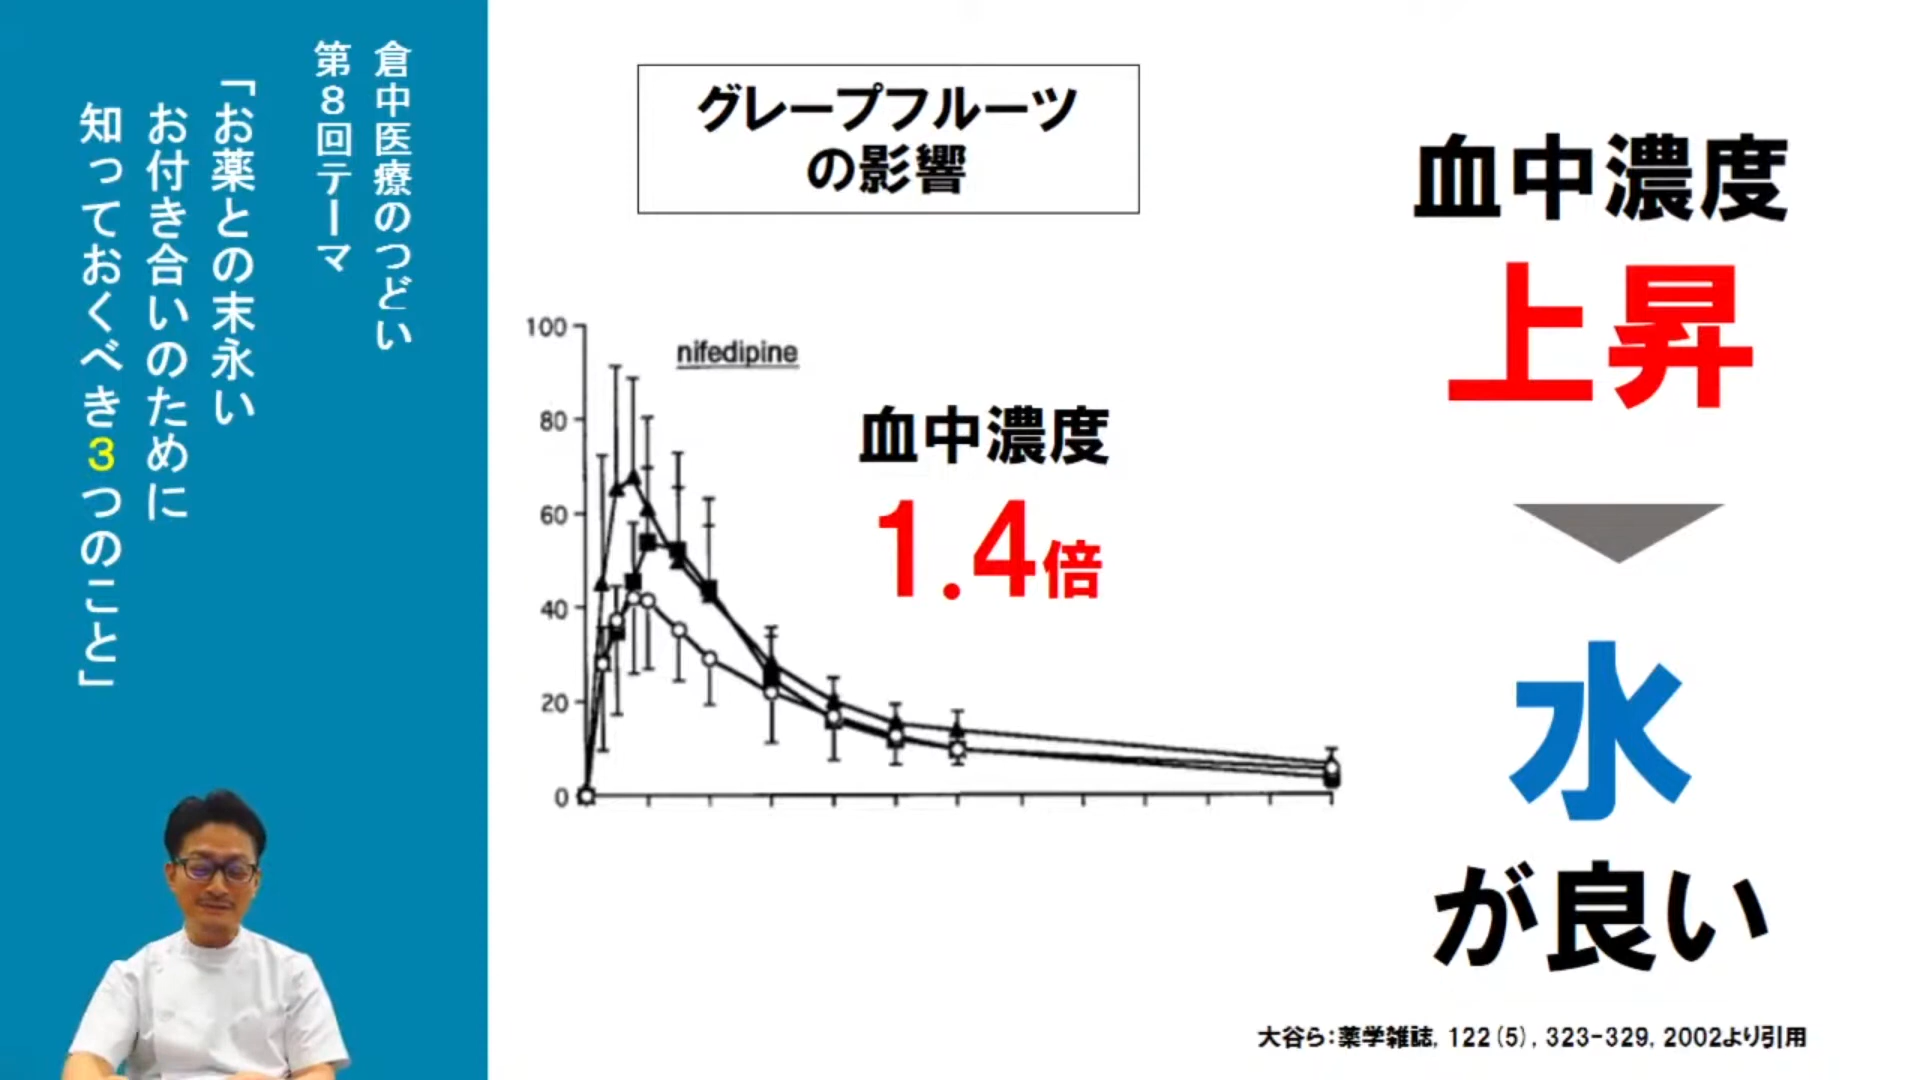 倉中医療のつどい
第8回テーマ
「お薬との末永い
お付き合いのために
知っておくべき3つのこと」
グレープフルーツ
の影響
100
80
60
40
20
0
nifedipine
血中濃度
1.4倍
血中濃度
上昇
水
が良い
大谷ら:薬学雑誌, 122(5), 323-329, 2002より引用